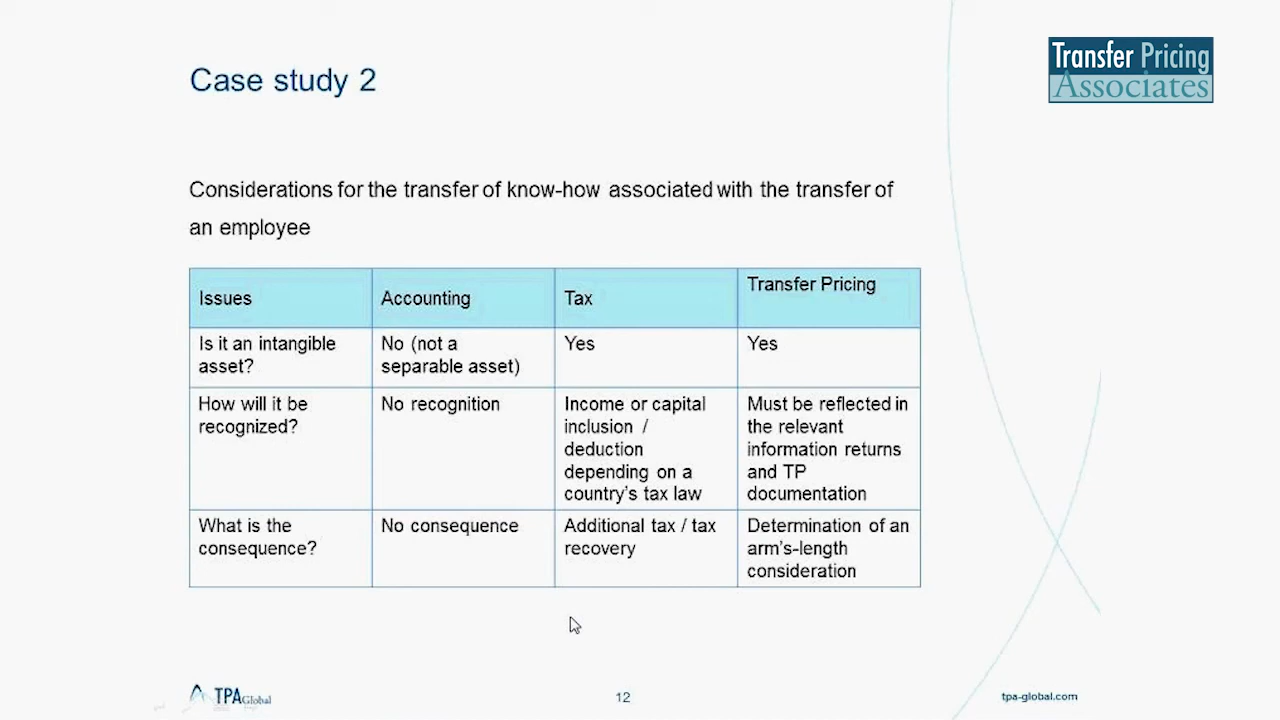 Transfer Pricing
Associates
Case study 2
Considerations for the transfer of know-how associated with the transfer of
an employee
Issues
Accounting
Tax
Transfer Pricing
Is it an intangible
asset?
No (not a
separable asset)
Yes
Yes
How will it be
recognized?
No recognition
Income or capital
inclusion /
deduction
depending on a
country's tax law
Must be reflected in
the relevant
information returns
and TP
documentation
What is the
consequence?
No consequence
Additional tax / tax
recovery
Determination of an
arm's-length
consideration
TPA Global
12
tpa-global.com